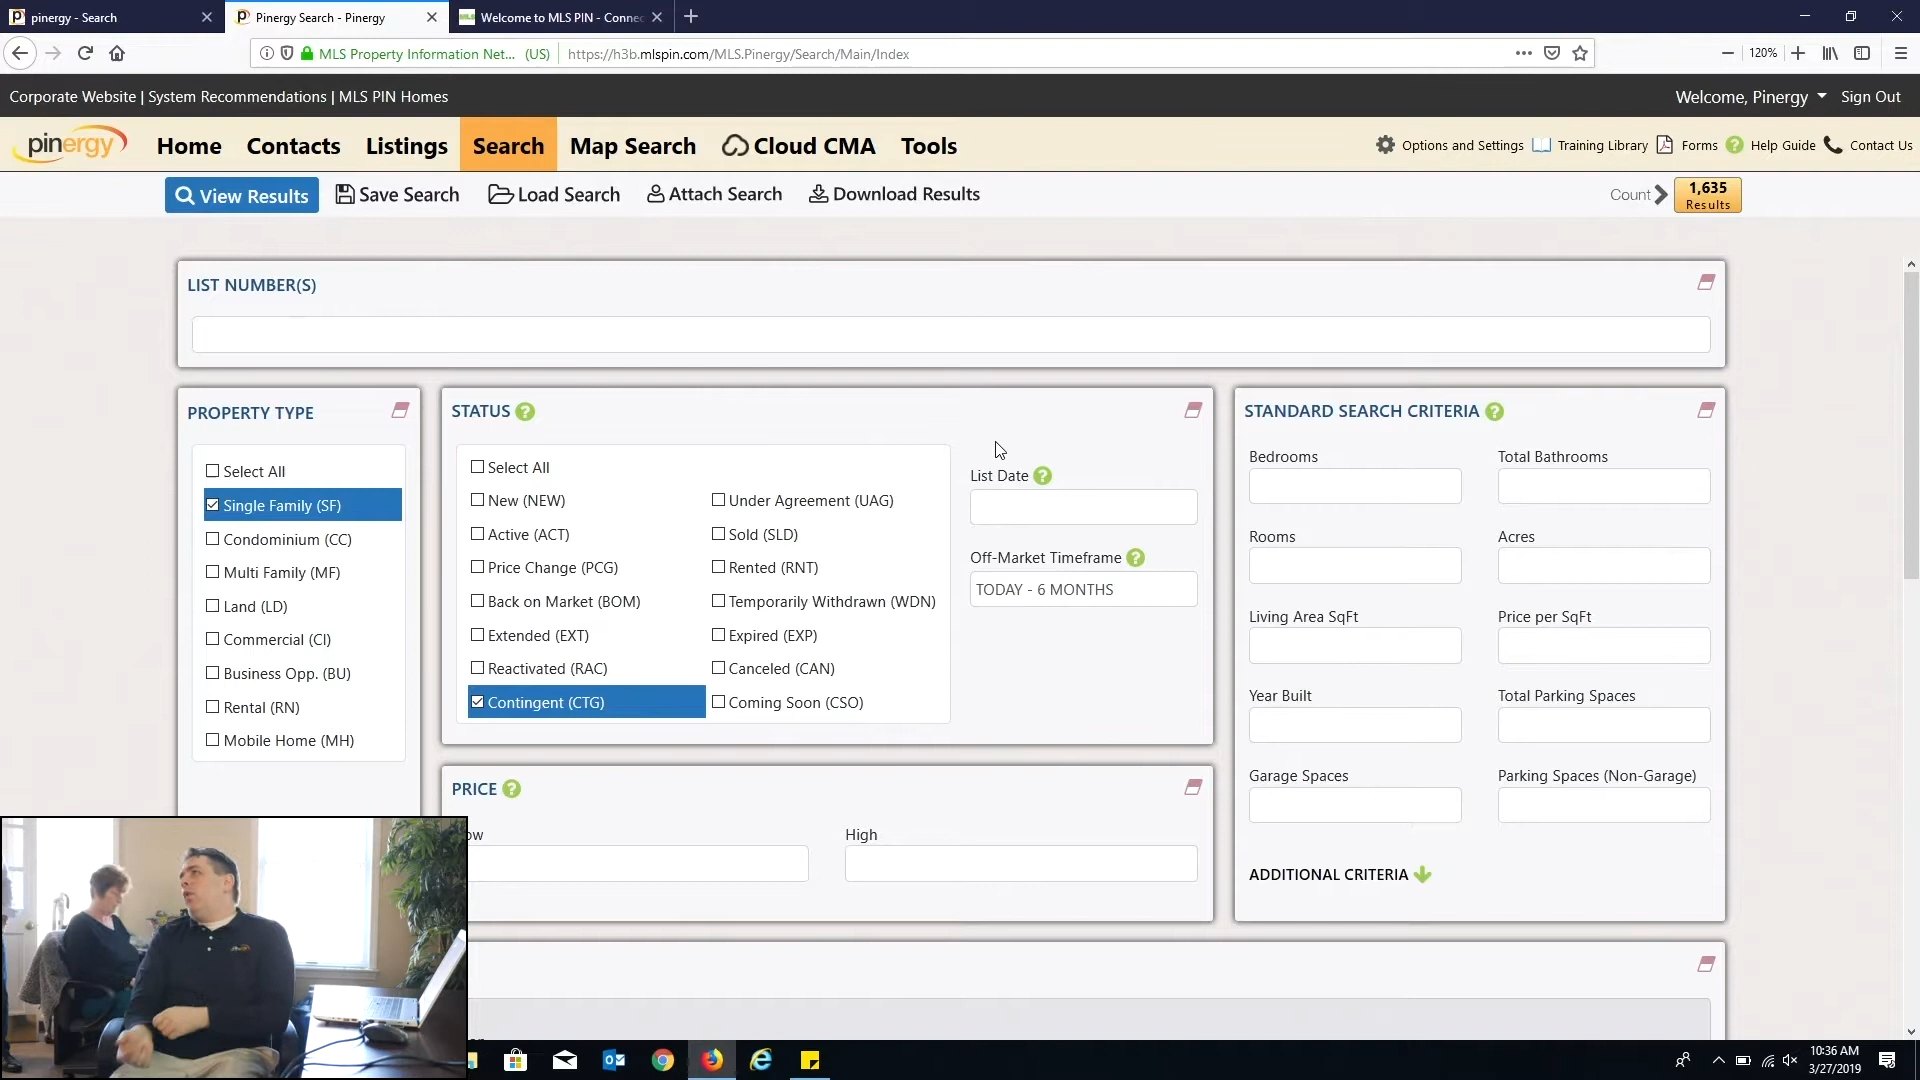 pinergy - Search
Pinergy Search - Pinergy
Welcome to MLS PIN - Connec
MLS Property Information Net... (US)
https://h3b.mlspin.com/MLS.Pinergy/Search/Main/Index
120%
Corporate Website | System Recommendations | MLS PIN Homes
Welcome, Pinergy
Sign Out
pinergy
Home
Contacts
Listings
Search
Map Search
Cloud CMA
Tools
Options and Settings
Training Library
Forms
Help Guide
Contact Us
View Results
Save Search
Load Search
Attach Search
Download Results
Count
1,635
Results
LIST NUMBER(S)
PROPERTY TYPE
Select All
Single Family (SF)
Condominium (CC)
Multi Family (MF)
Land (LD)
Commercial (CI)
Business Opp. (BU)
Rental (RN)
Mobile Home (MH)
STATUS
Select All
New (NEW)
Active (ACT)
Price Change (PCG)
Back on Market (BOM)
Extended (EXT)
Reactivated (RAC)
Contingent (CTG)
Under Agreement (UAG)
Sold (SLD)
Rented (RNT)
Temporarily Withdrawn (WDN)
Expired (EXP)
Canceled (CAN)
Coming Soon (CSO)
List Date
Off-Market Timeframe
TODAY - 6 MONTHS
STANDARD SEARCH CRITERIA
Bedrooms
Total Bathrooms
Rooms
Acres
Living Area SqFt
Price per SqFt
Year Built
Total Parking Spaces
Garage Spaces
Parking Spaces (Non-Garage)
ADDITIONAL CRITERIA
PRICE
ow
High
10:36 AM
3/27/2019